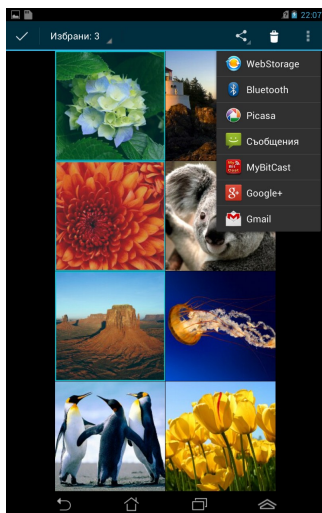 22:07
Избрани: 3
WebStorage
Bluetooth
Picasa
Съобщения
MyBitCast
Google+
Gmail